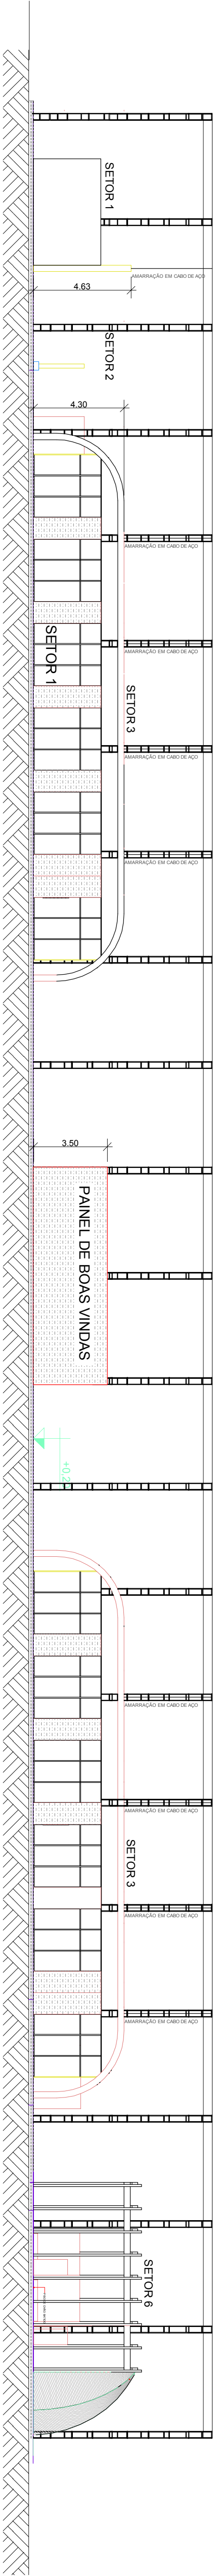 SETOR 1
AMARRAÇÃO EM CABO DE AÇO
4.63
SETOR 2
4.30
AMARRAÇÃO EM CABO DE AÇO
AMARRAÇÃO EM CABO DE AÇO
SETOR 1
SETOR 3
AMARRAÇÃO EM CABO DE AÇO
AMARRAÇÃO EM CABO DE AÇO
3.50
PAINEL DE BOAS VINDAS
AMARRAÇÃO EM CABO DE AÇO
AMARRAÇÃO EM CABO DE AÇO
SETOR 3
AMARRAÇÃO EM CABO DE AÇO
AMARRAÇÃO EM CABO DE AÇO
SETOR 6